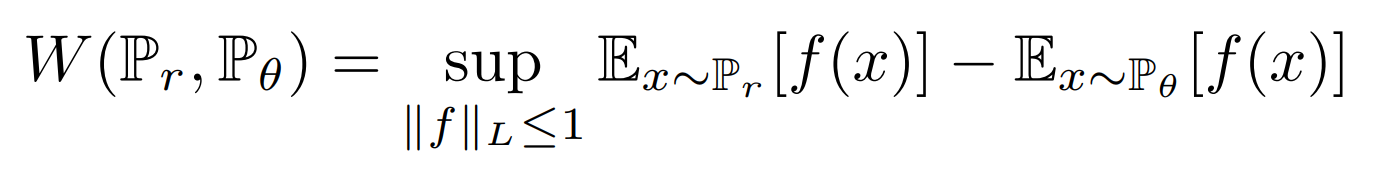 W(ℙ_r, ℙ_θ) = sup_{‖f‖_L ≤ 1} 𝔼_{x∼ℙ_r}[f(x)] − 𝔼_{x∼ℙ_θ}[f(x)]